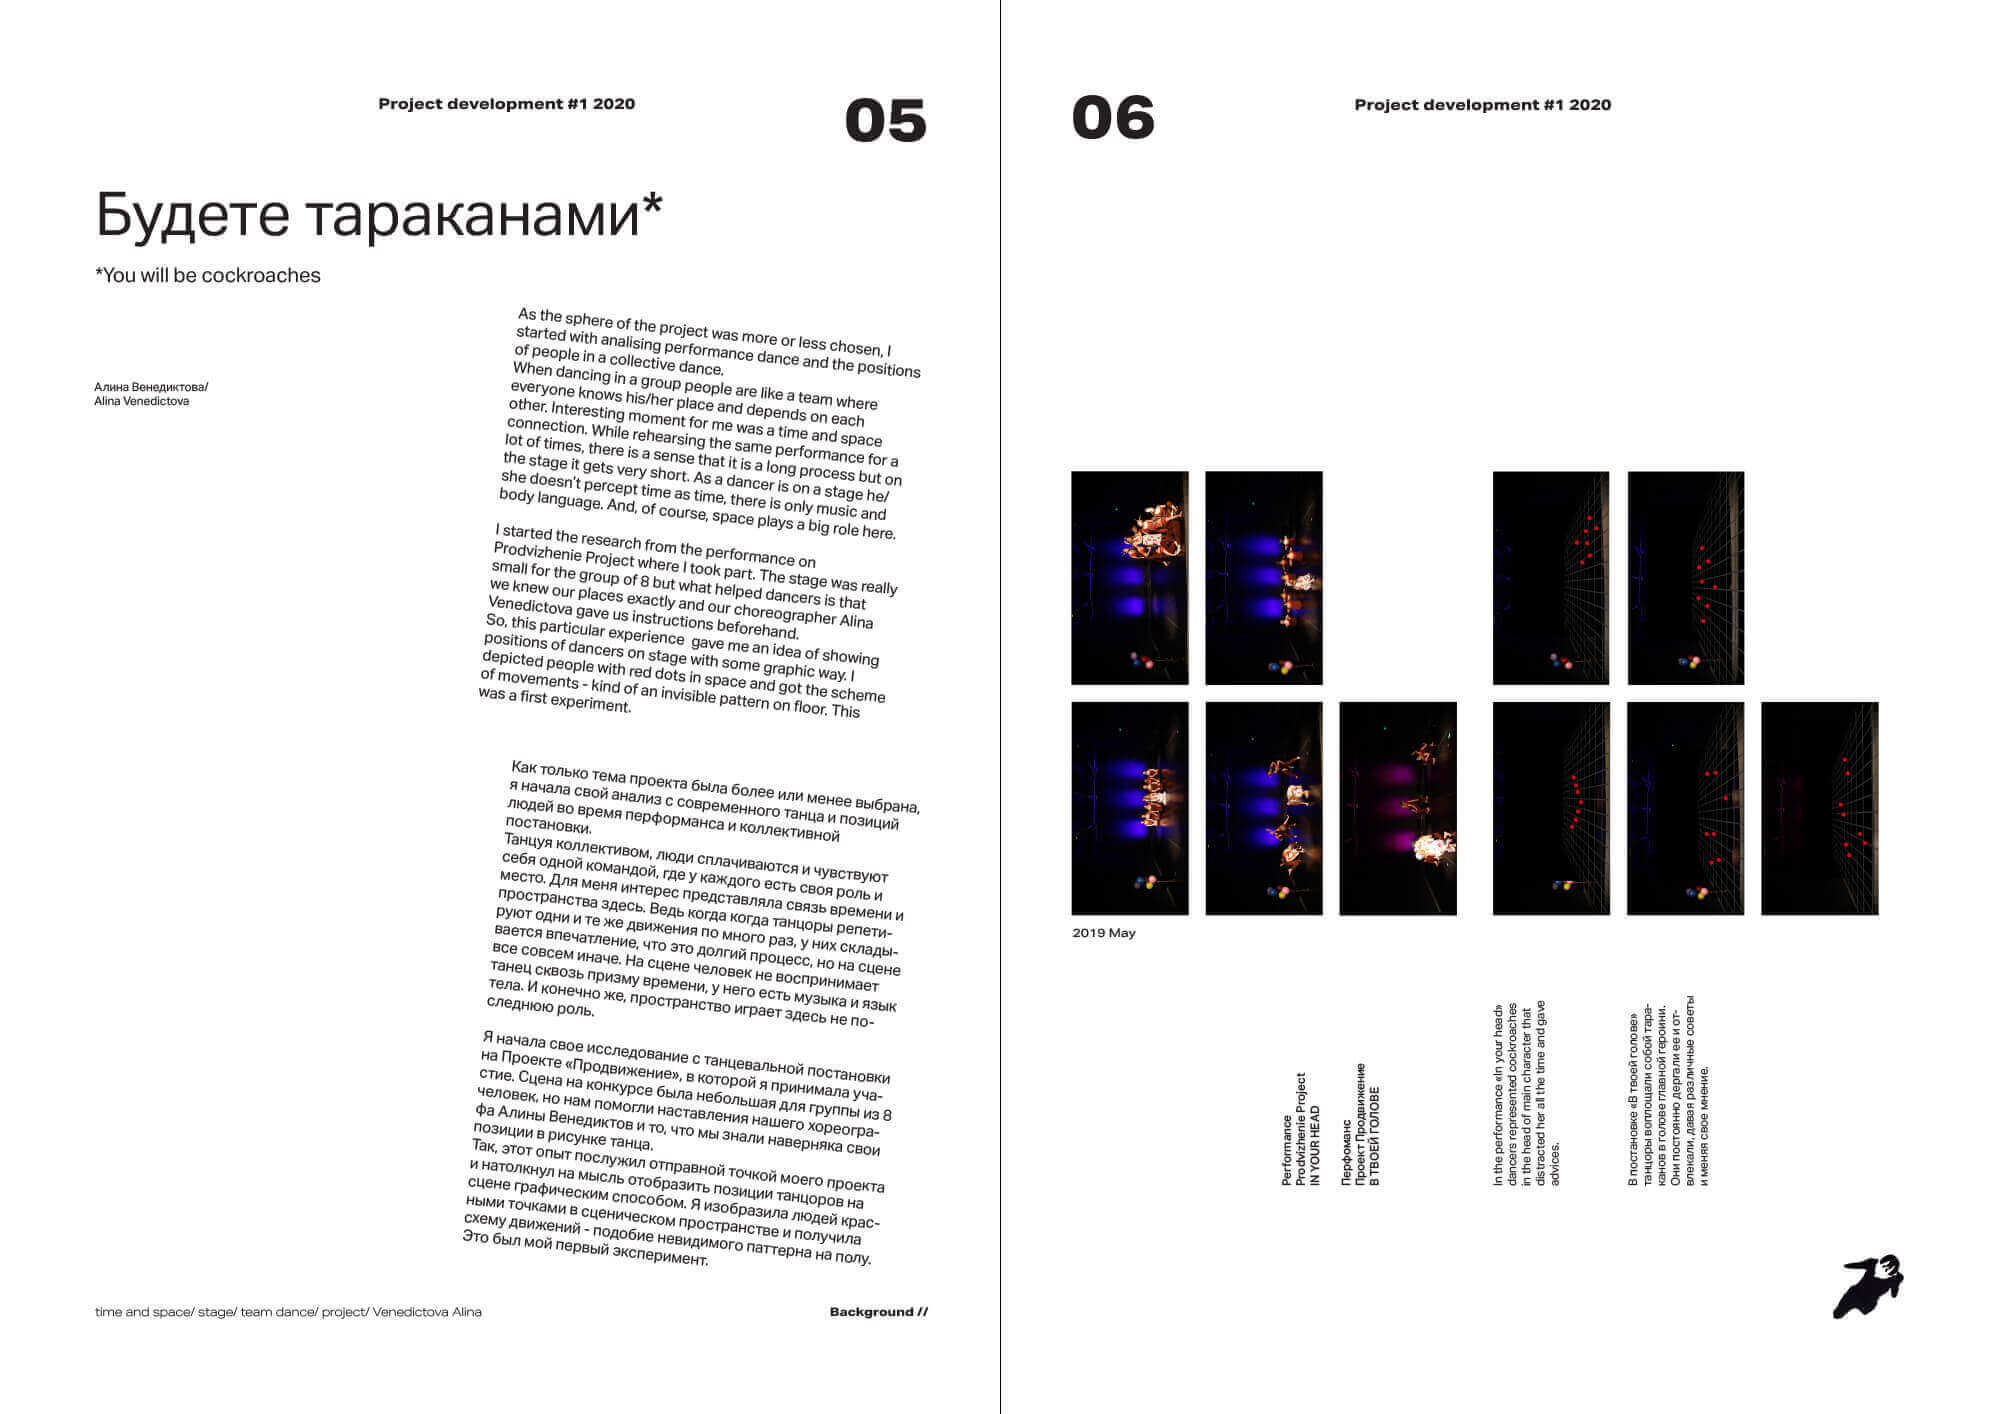 Project development #1 2020
05
Будете тараканами*
*You will be cockroaches
Алина Венедиктова/
Alina Venedictova
As the sphere of the project was more or less chosen, I
started with analising performance dance and the positions
of people in a collective dance.
When dancing in a group people are like a team where
everyone knows his/her place and depends on each
other. Interesting moment for me was a time and space
connection. While rehearsing the same performance for a
lot of times, there is a sense that it is a long process but on
the stage it gets very short. As a dancer is on a stage he/
she doesn't percept time as time, there is only music and
body language. And, of course, space plays a big role here.
I started the research from the performance on
Prodvizhenie Project where I took part. The stage was really
small for the group of 8 but what helped dancers is that
we knew our places exactly and our choreographer Alina
Venedictova gave us instructions beforehand.
So, this particular experience gave me an idea of showing
positions of dancers on stage with some graphic way. I
depicted people with red dots in space and got the scheme
of movements - kind of an invisible pattern on floor. This
was a first experiment.
Как только тема проекта была более или менее выбрана,
я начала свой анализ с современного танца и позиций
людей во время перформанса и коллективной
постановки.
Танцуя коллективом, люди сплачиваются и чувствуют
себя одной командой, где у каждого есть своя роль и
место. Для меня интерес представляла связь времени и
пространства здесь. Ведь когда когда танцоры репети-
руют одни и те же движения по много раз, у них склады-
вается впечатление, что это долгий процесс, но на сцене
все совсем иначе. На сцене человек не воспринимает
танец сквозь призму времени, у него есть музыка и язык
тела. И конечно же, пространство играет здесь не по-
следнюю роль.
Я начала свое исследование с танцевальной постановки
на Проекте «Продвижение», в которой я принимала уча-
стие. Сцена на конкурсе была небольшая для группы из 8
человек, но нам помогли наставления нашего хореогра-
фа Алины Венедиктов и то, что мы знали наверняка свои
позиции в рисунке танца.
Так, этот опыт послужил отправной точкой моего проекта
и натолкнул на мысль отобразить позиции танцоров на
сцене графическим способом. Я изобразила людей крас-
ными точками в сценическом пространстве и получила
схему движений - подобие невидимого паттерна на полу.
Это был мой первый эксперимент.
time and space/ stage/ team dance/ project/ Venedictova Alina
Background //
06
Project development #1 2020
2019 May
Performance
Prodvizhenie Project
IN YOUR HEAD
Перфоманс
Проект Продвижение
В ТВОЕЙ ГОЛОВЕ
In the performance «In your head»
dancers represented cockroaches
in the head of main character that
distracted her all the time and gave
advices.
В постановке «В твоей голове»
танцоры воплощали собой тара-
канов в голове главной героини.
Они постоянно дергали ее и от-
влекали, давая различные советы
и меняя свое мнение.